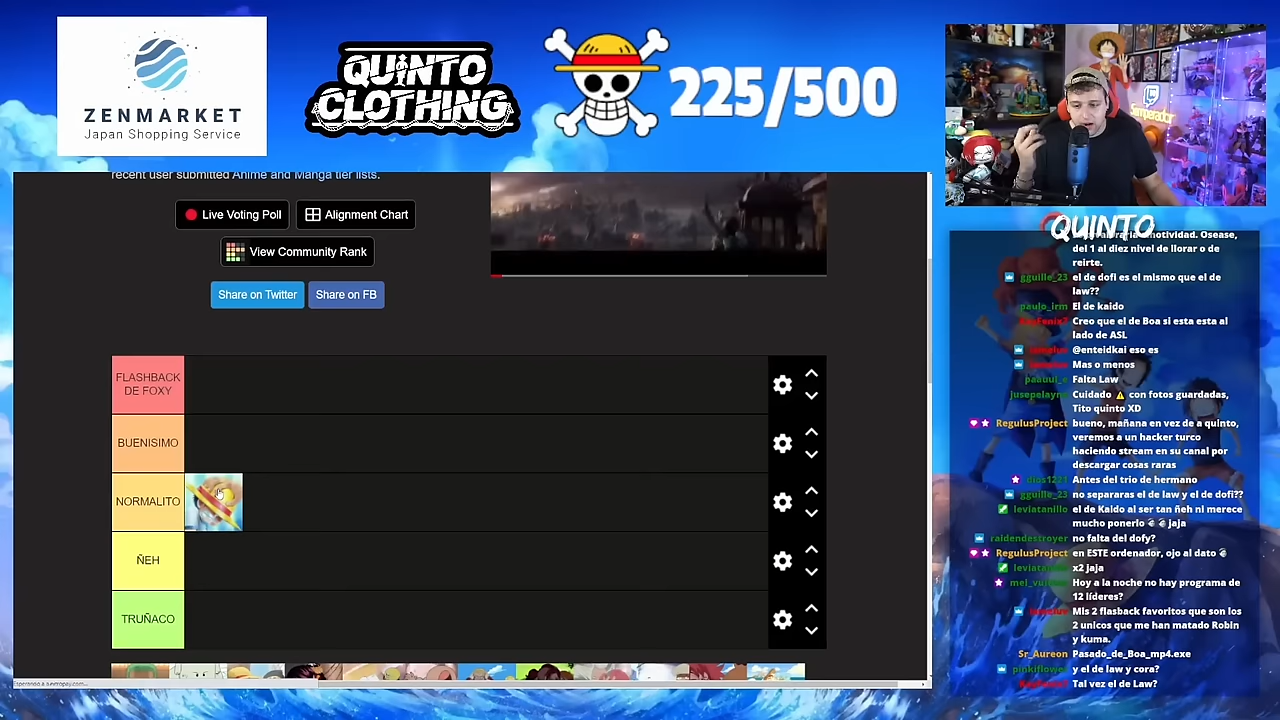 ZENMARKET
Japan Shopping Service
QUINTO
CLOTHING
225/500
recent user submitted Anime and Manga tier lists.
Live Voting Poll
Alignment Chart
View Community Rank
Share on Twitter
Share on FB
FLASHBACK
DE FOXY
BUENISIMO
NORMALITO
ÑEH
TRUÑACO
QUINTO
del 1 al diez nivel de llorar o de
reirte.
gguille_23 el de dofi es el mismo que el de
law??
paulo_irm El de kaido
Creo que el de Boa si esta esta al
lado de ASL
@enteidkai eso es
Mas o menos
Falta Law
Cuidado ⚠ con fotos guardadas,
Tito quinto XD
RegulusProject bueno, mañana en vez de a quinto,
veremos a un hacker turco
haciendo stream en su canal por
descargar cosas raras
dios1221 Antes del trio de hermano
gguille_23 no separaras el de law y el de dofi??
leviatanillo el de Kaido al ser tan ñeh ni merece
mucho ponerlo jaja
raidendestroyer no falta del dofy?
RegulusProject en ESTE ordenador, ojo al dato
x2 jaja
Hoy a la noche no hay programa de
12 líderes?
Mis 2 flasback favoritos que son los
2 unicos que me han matado Robin
y kuma.
Sr_Aureon Pasado_de_Boa_mp4.exe
pinkiflower y el de law y cora?
Tal vez el de Law?